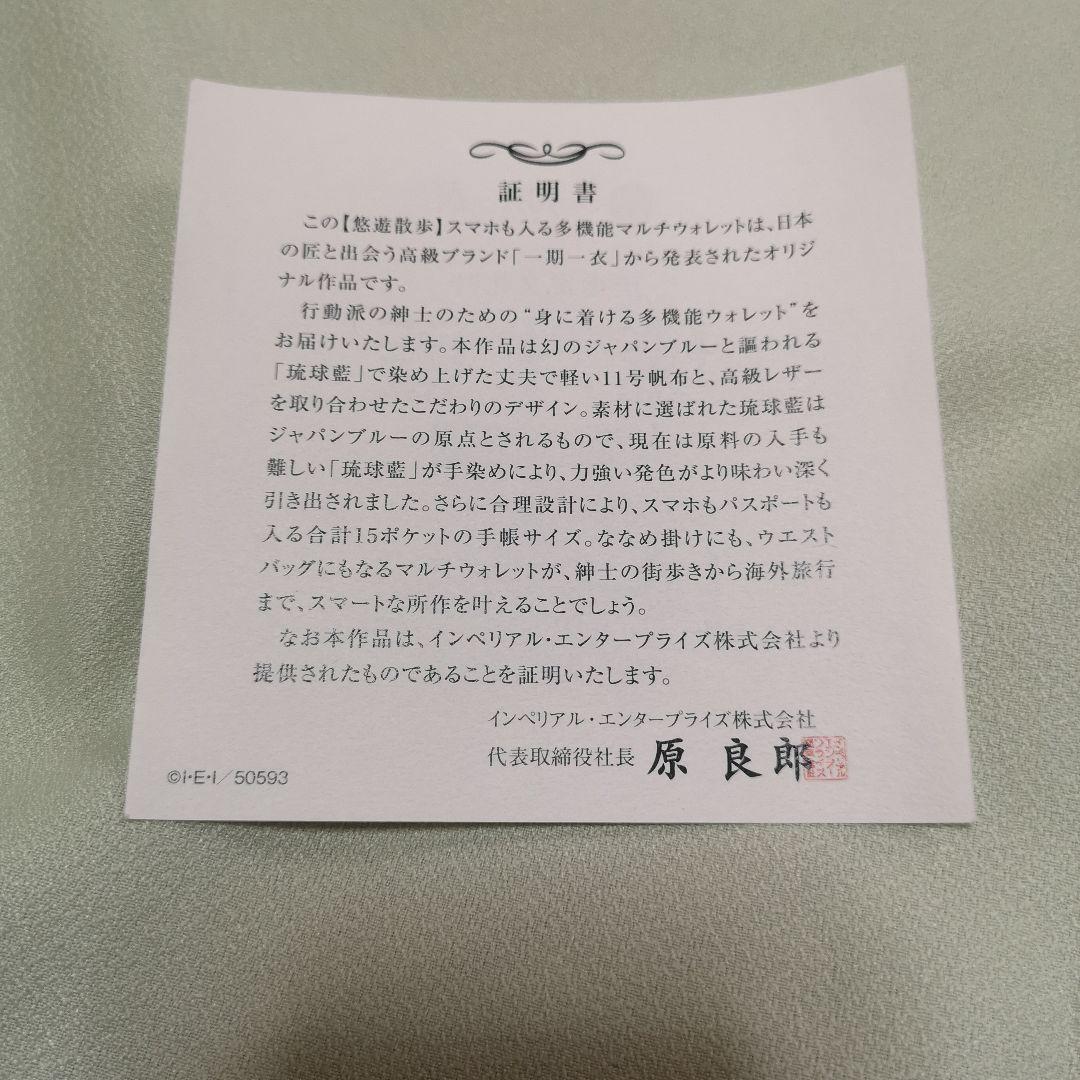 証明書
この【悠遊散歩】スマホも入る多機能マルチウォレットは、日本
の匠と出会う高級ブランド「一期一衣」から発表されたオリジ
ナル作品です。
行動派の紳士のための“身に着ける多機能ウォレット”を
お届けいたします。本作品は幻のジャパンブルーと謳われる
「琉球藍」で染め上げた丈夫で軽い11号帆布と、高級レザー
を取り合わせたこだわりのデザイン。素材に選ばれた琉球藍は
ジャパンブルーの原点とされるもので、現在は原料の入手も
難しい「琉球藍」が手染めにより、力強い発色がより味わい深く
引き出されました。さらに合理設計により、スマホもパスポートも
入る合計15ポケットの手帳サイズ。ななめ掛けにも、ウエスト
バッグにもなるマルチウォレットが、紳士の街歩きから海外旅行
まで、スマートな所作を叶えることでしょう。
なお本作品は、インペリアル・エンタープライズ株式会社より
提供されたものであることを証明いたします。
インペリアル・エンタープライズ株式会社
代表取締役社長 原 良郎
©I・E・I／50593